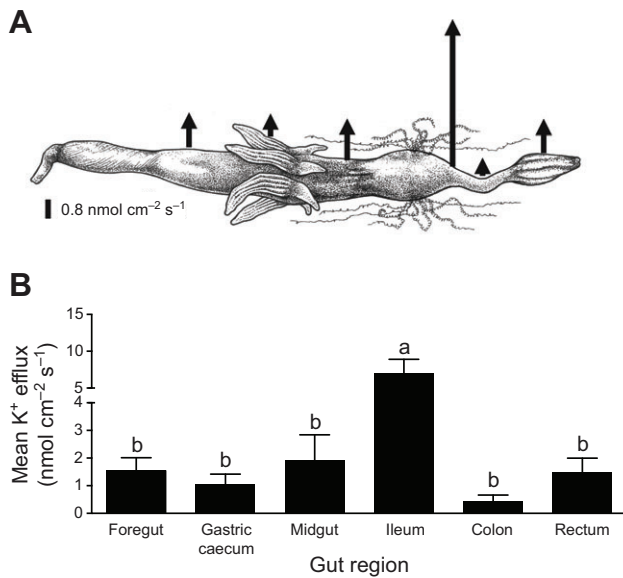 A
0.8 nmol cm⁻² s⁻¹
B
Mean K⁺ efflux
(nmol cm⁻² s⁻¹)
15
10
5
4
3
2
1
0
b
b
b
a
b
b
Foregut
Gastric
caecum
Midgut
Ileum
Colon
Rectum
Gut region